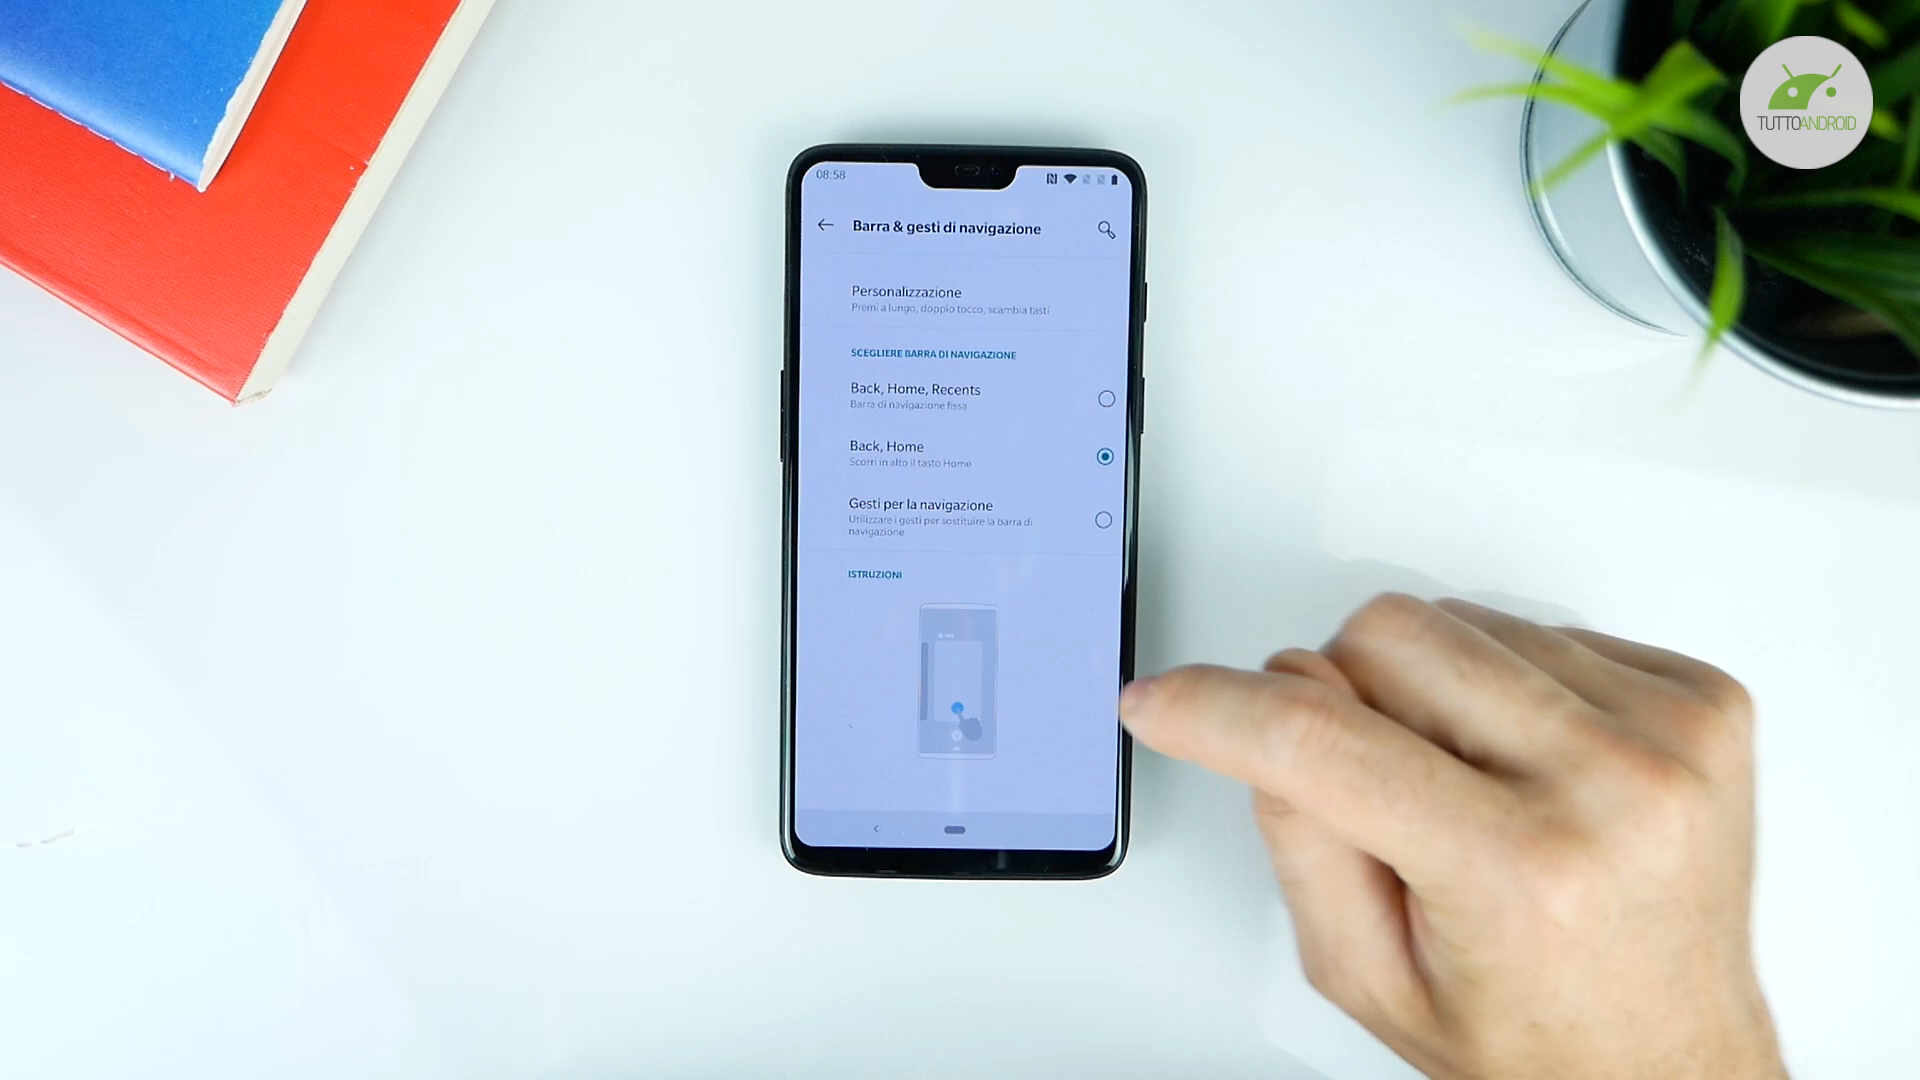 TUTTOANDROID
08:58
Barra & gesti di navigazione
Personalizzazione
Premi a lungo, doppio tocco, scambia tasti
SCEGLIERE BARRA DI NAVIGAZIONE
Back, Home, Recents
Barra di navigazione fissa
Back, Home
Scorri in alto il tasto Home
Gesti per la navigazione
Utilizzare i gesti per sostituire la barra di
navigazione
ISTRUZIONI